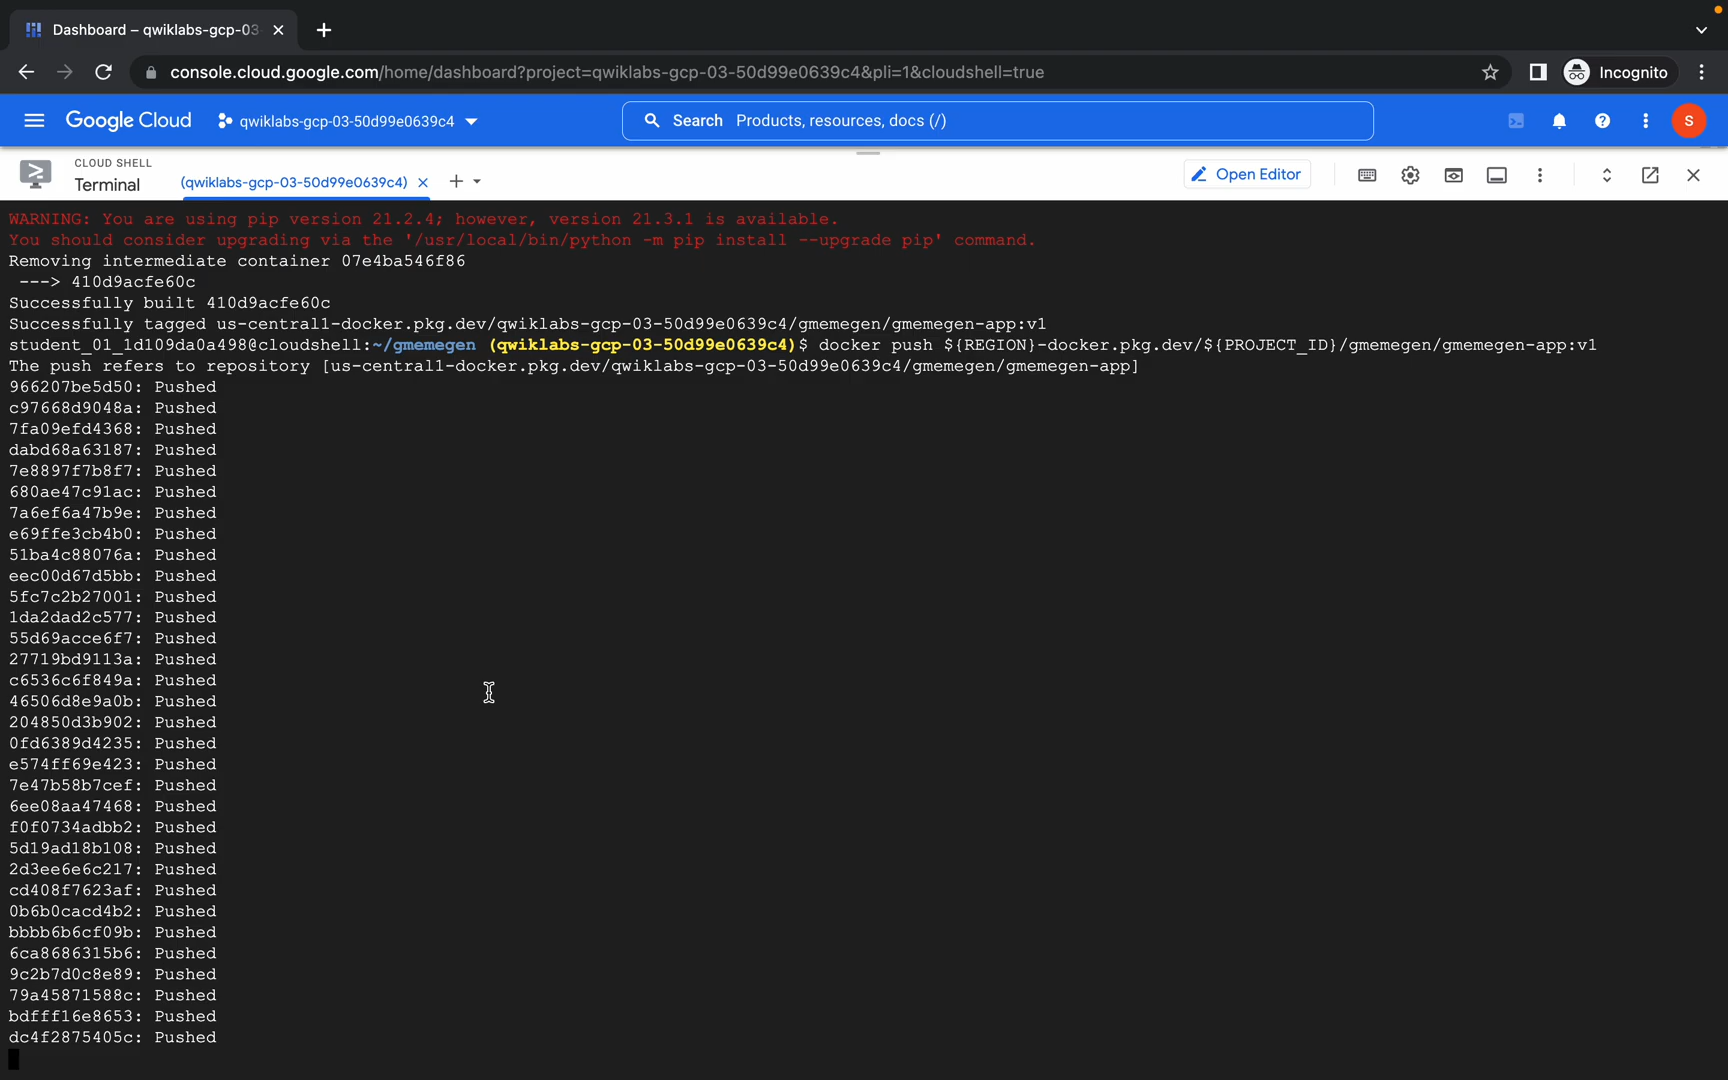 Dashboard – qwiklabs-gcp-03
console.cloud.google.com/home/dashboard?project=qwiklabs-gcp-03-50d99e0639c4&pli=1&cloudshell=true
Incognito
Google Cloud
qwiklabs-gcp-03-50d99e0639c4
Search Products, resources, docs (/)
S
CLOUD SHELL
Terminal
(qwiklabs-gcp-03-50d99e0639c4)
Open Editor
WARNING: You are using pip version 21.2.4; however, version 21.3.1 is available.
You should consider upgrading via the '/usr/local/bin/python -m pip install --upgrade pip' command.
Removing intermediate container 07e4ba546f86
---> 410d9acfe60c
Successfully built 410d9acfe60c
Successfully tagged us-central1-docker.pkg.dev/qwiklabs-gcp-03-50d99e0639c4/gmemegen/gmemegen-app:v1
student_01_1d109da0a498@cloudshell:~/gmemegen (qwiklabs-gcp-03-50d99e0639c4)$ docker push ${REGION}-docker.pkg.dev/${PROJECT_ID}/gmemegen/gmemegen-app:v1
The push refers to repository [us-central1-docker.pkg.dev/qwiklabs-gcp-03-50d99e0639c4/gmemegen/gmemegen-app]
966207be5d50: Pushed
c97668d9048a: Pushed
7fa09efd4368: Pushed
dabd68a63187: Pushed
7e8897f7b8f7: Pushed
680ae47c91ac: Pushed
7a6ef6a47b9e: Pushed
e69ffe3cb4b0: Pushed
51ba4c88076a: Pushed
eec00d67d5bb: Pushed
5fc7c2b27001: Pushed
1da2dad2c577: Pushed
55d69acce6f7: Pushed
27719bd9113a: Pushed
c6536c6f849a: Pushed
46506d8e9a0b: Pushed
204850d3b902: Pushed
0fd6389d4235: Pushed
e574ff69e423: Pushed
7e47b58b7cef: Pushed
6ee08aa47468: Pushed
f0f0734adbb2: Pushed
5d19ad18b108: Pushed
2d3ee6e6c217: Pushed
cd408f7623af: Pushed
0b6b0cacd4b2: Pushed
bbbb6b6cf09b: Pushed
6ca8686315b6: Pushed
9c2b7d0c8e89: Pushed
79a45871588c: Pushed
bdfff16e8653: Pushed
dc4f2875405c: Pushed